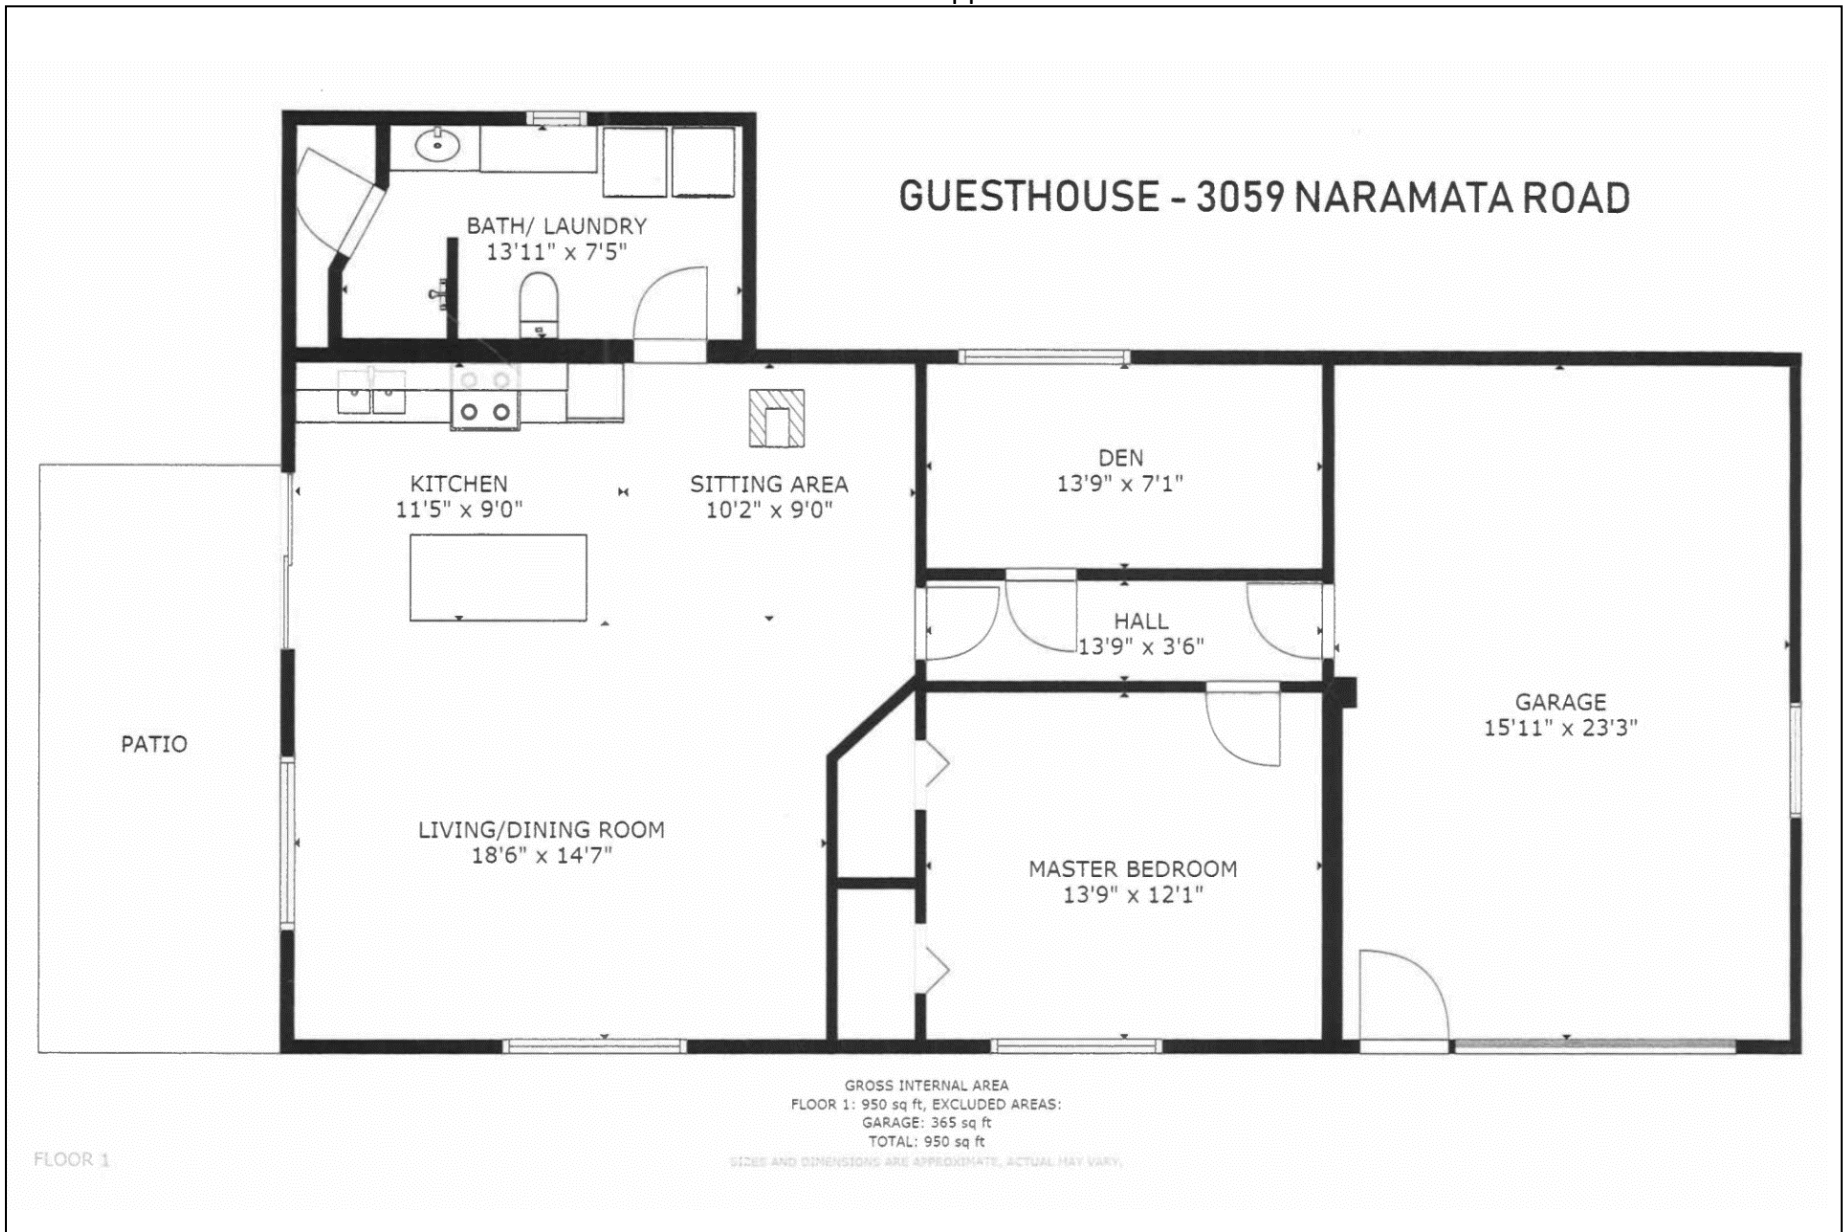 GUESTHOUSE - 3059 NARAMATA ROAD
BATH/ LAUNDRY
13'11" x 7'5"
KITCHEN
11'5" x 9'0"
SITTING AREA
10'2" x 9'0"
DEN
13'9" x 7'1"
HALL
13'9" x 3'6"
GARAGE
15'11" x 23'3"
PATIO
LIVING/DINING ROOM
18'6" x 14'7"
MASTER BEDROOM
13'9" x 12'1"
GROSS INTERNAL AREA
FLOOR 1: 950 sq ft, EXCLUDED AREAS:
GARAGE: 365 sq ft
TOTAL: 950 sq ft
SIZES AND DIMENSIONS ARE APPROXIMATE, ACTUAL MAY VARY.
FLOOR 1